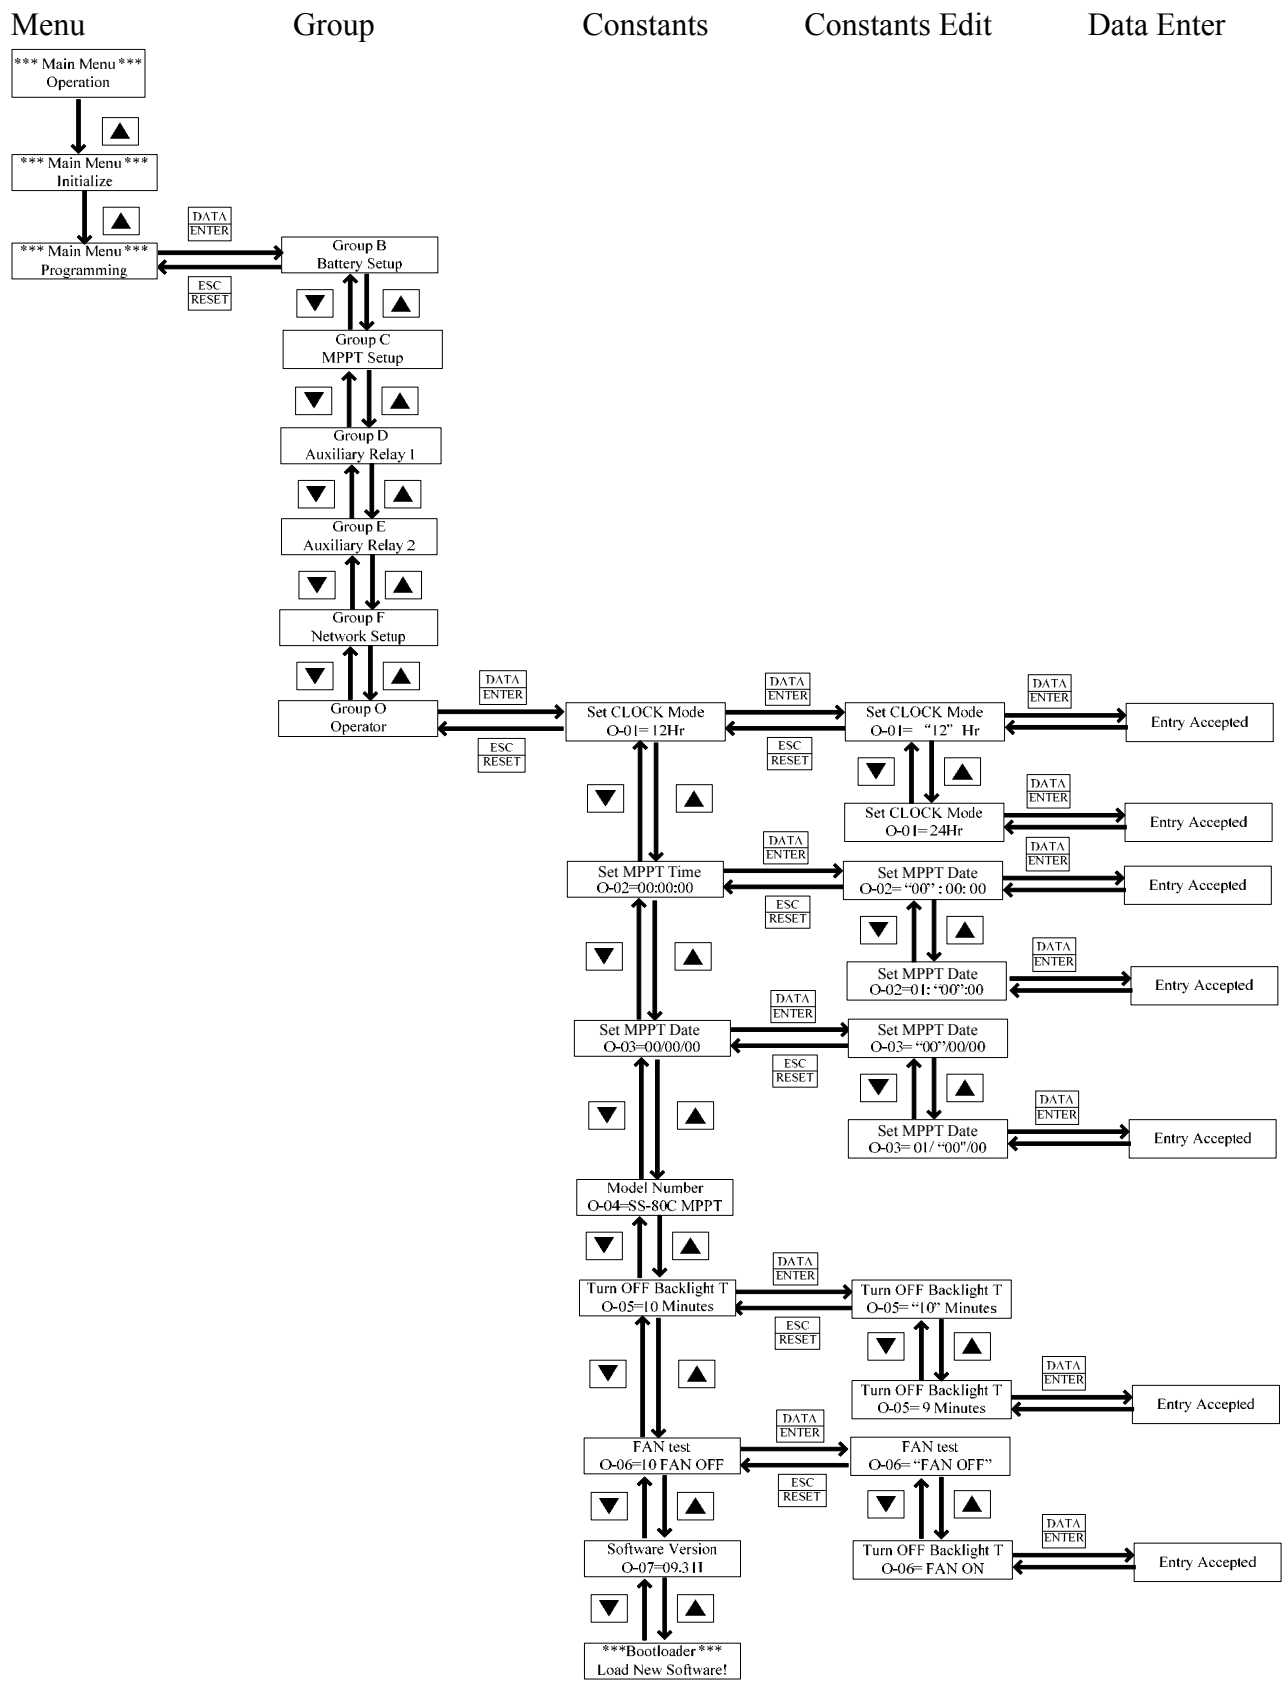 Menu Group Constants Constants Edit Data Enter
*** Main Menu ***
Operation
*** Main Menu ***
Initialize
*** Main Menu ***
Programming
DATA
ENTER
ESC
RESET
Group B
Battery Setup
Group C
MPPT Setup
Group D
Auxiliary Relay 1
Group E
Auxiliary Relay 2
Group F
Network Setup
Group O
Operator
DATA
ENTER
ESC
RESET
Set CLOCK Mode
O-01=12Hr
DATA
ENTER
ESC
RESET
Set CLOCK Mode
O-01= “12” Hr
DATA
ENTER
Entry Accepted
Set CLOCK Mode
O-01=24Hr
DATA
ENTER
Entry Accepted
Set MPPT Time
O-02=00:00:00
DATA
ENTER
ESC
RESET
Set MPPT Date
O-02= “00” : 00: 00
DATA
ENTER
Entry Accepted
Set MPPT Date
O-02=01: “00”:00
DATA
ENTER
Entry Accepted
Set MPPT Date
O-03=00/00/00
DATA
ENTER
ESC
RESET
Set MPPT Date
O-03= “00”/00/00
Set MPPT Date
O-03= 01/ “00”/00
DATA
ENTER
Entry Accepted
Model Number
O-04=SS-80C MPPT
Turn OFF Backlight T
O-05=10 Minutes
DATA
ENTER
ESC
RESET
Turn OFF Backlight T
O-05= “10” Minutes
Turn OFF Backlight T
O-05= 9 Minutes
DATA
ENTER
Entry Accepted
FAN test
O-06=10 FAN OFF
DATA
ENTER
ESC
RESET
FAN test
O-06= “FAN OFF”
Turn OFF Backlight T
O-06= FAN ON
DATA
ENTER
Entry Accepted
Software Version
O-07=09.31I
***Bootloader ***
Load New Software!